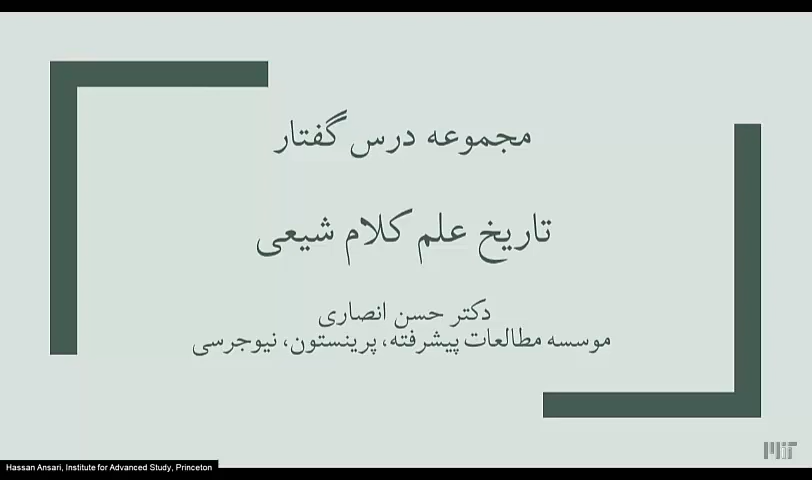 مجموعه درس گفتار
تاریخ علم کلام شیعی
دکتر حسن انصاری
موسسه مطالعات پیشرفته، پرینستون، نیوجرسی
MIT
Hassan Ansari, Institute for Advanced Study, Princeton